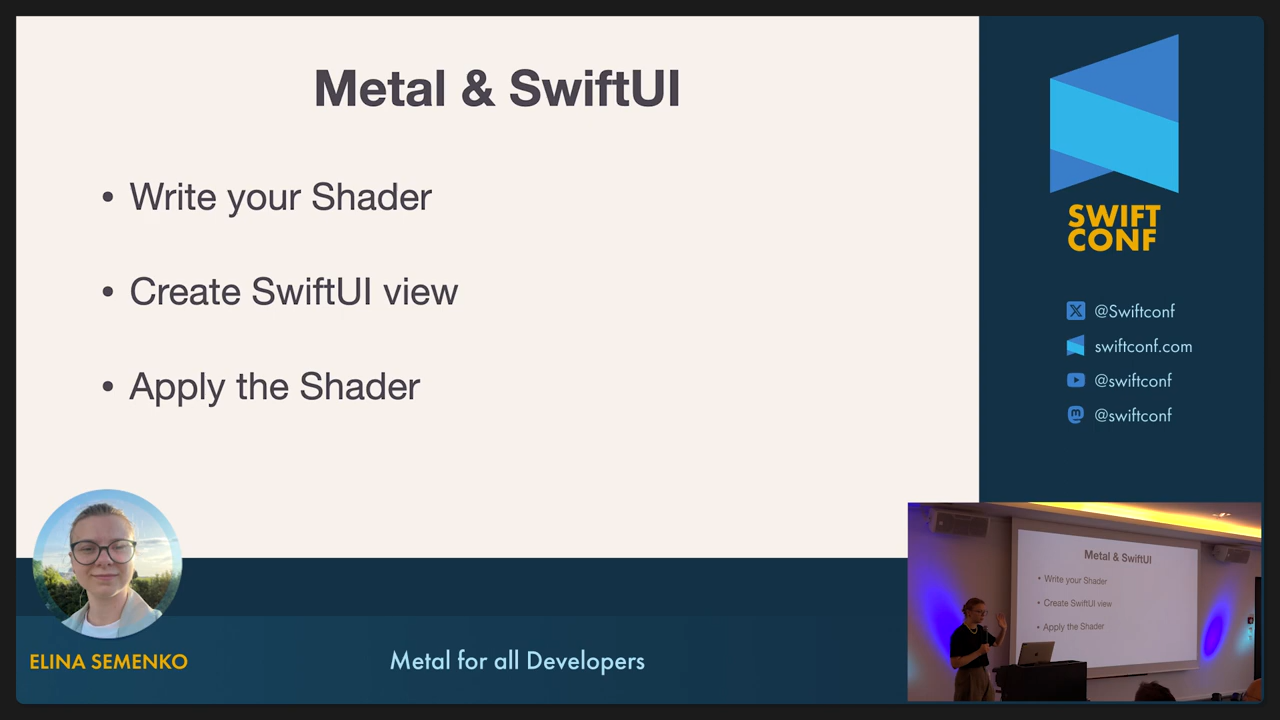 Metal & SwiftUI
• Write your Shader
• Create SwiftUI view
• Apply the Shader
SWIFT
CONF
@Swiftconf
swiftconf.com
@swiftconf
@swiftconf
ELINA SEMENKO
Metal for all Developers
Metal & SwiftUI
• Write your Shader
• Create SwiftUI view
• Apply the Shader